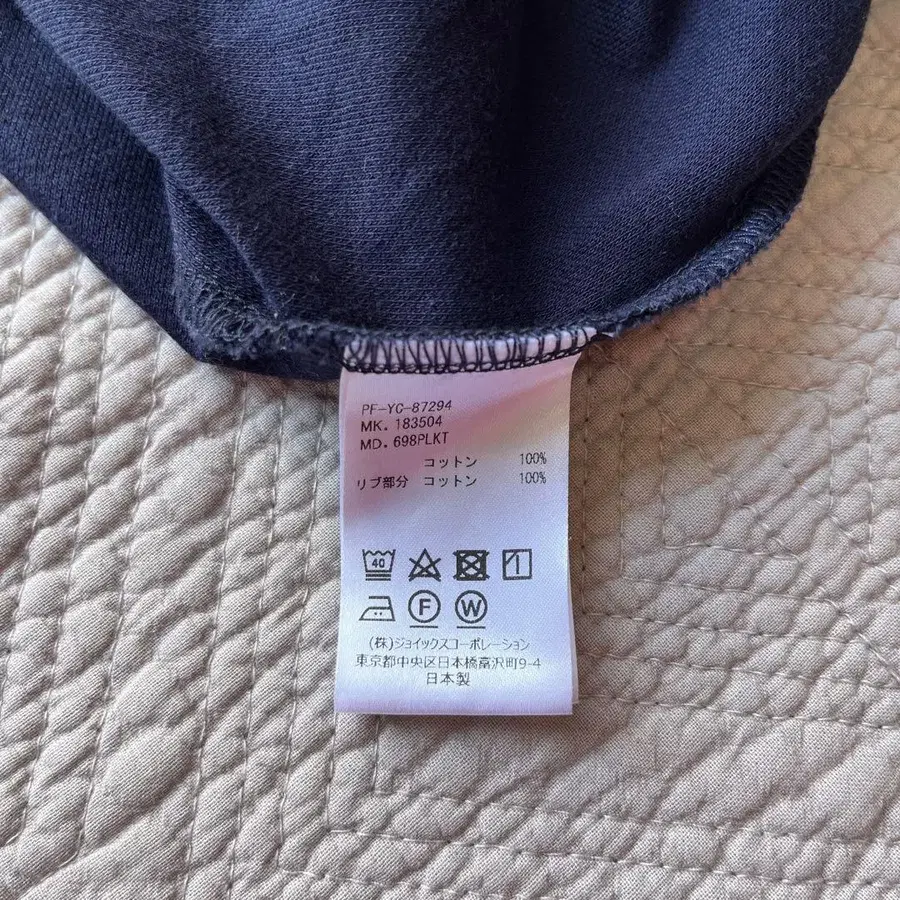 PF-YC-87294
MK. 183504
MD. 698PLKT
コットン 100%
リブ部分 コットン 100%
40
F W
(株)ジョイックスコーポレーション
東京都中央区日本橋富沢町9-4
日本製